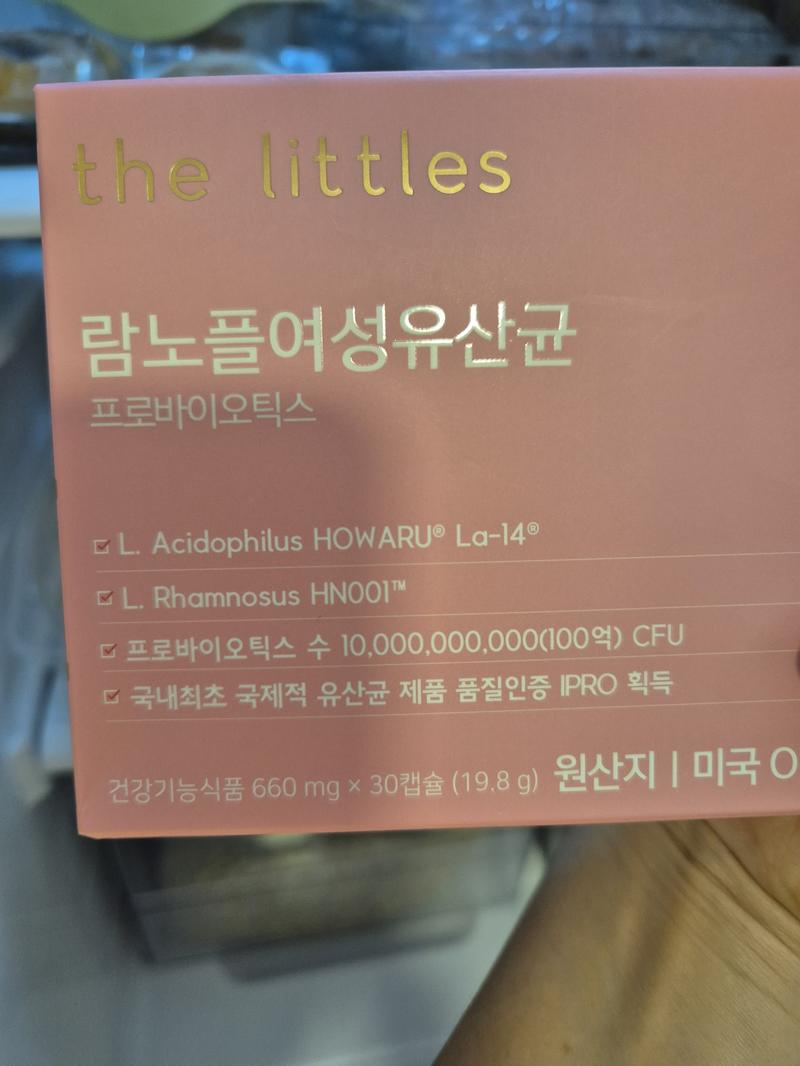 the littles
람노플여성유산균
프로바이오틱스
L. Acidophilus HOWARU® La-14®
L. Rhamnosus HN001™
프로바이오틱스 수 10,000,000,000(100억) CFU
국내최초 국제적 유산균 제품 품질인증 IPRO 획득
건강기능식품 660 mg × 30캡슐 (19.8 g) 원산지 | 미국